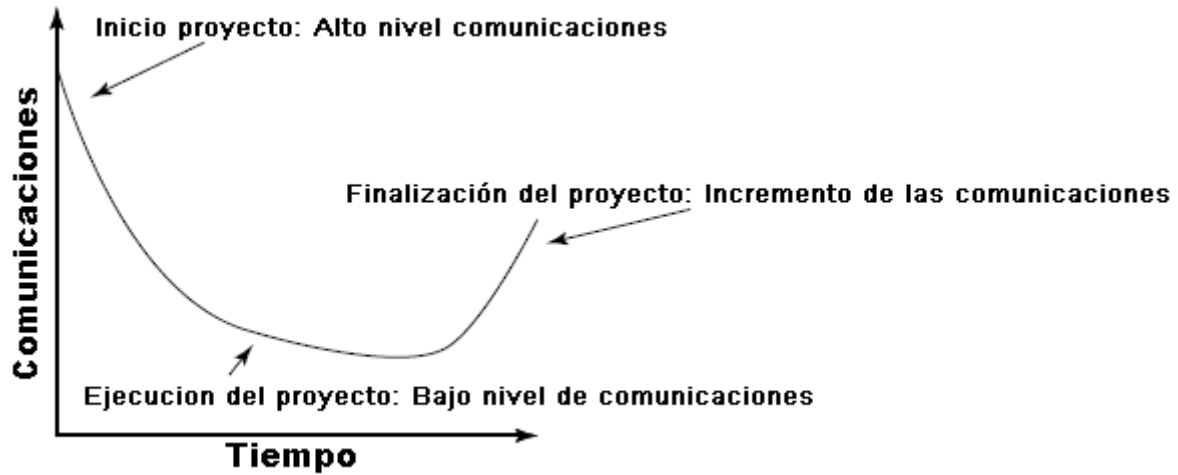 Inicio proyecto: Alto nivel comunicaciones
Comunicaciones
Finalización del proyecto: Incremento de las comunicaciones
Ejecucion del proyecto: Bajo nivel de comunicaciones
Tiempo